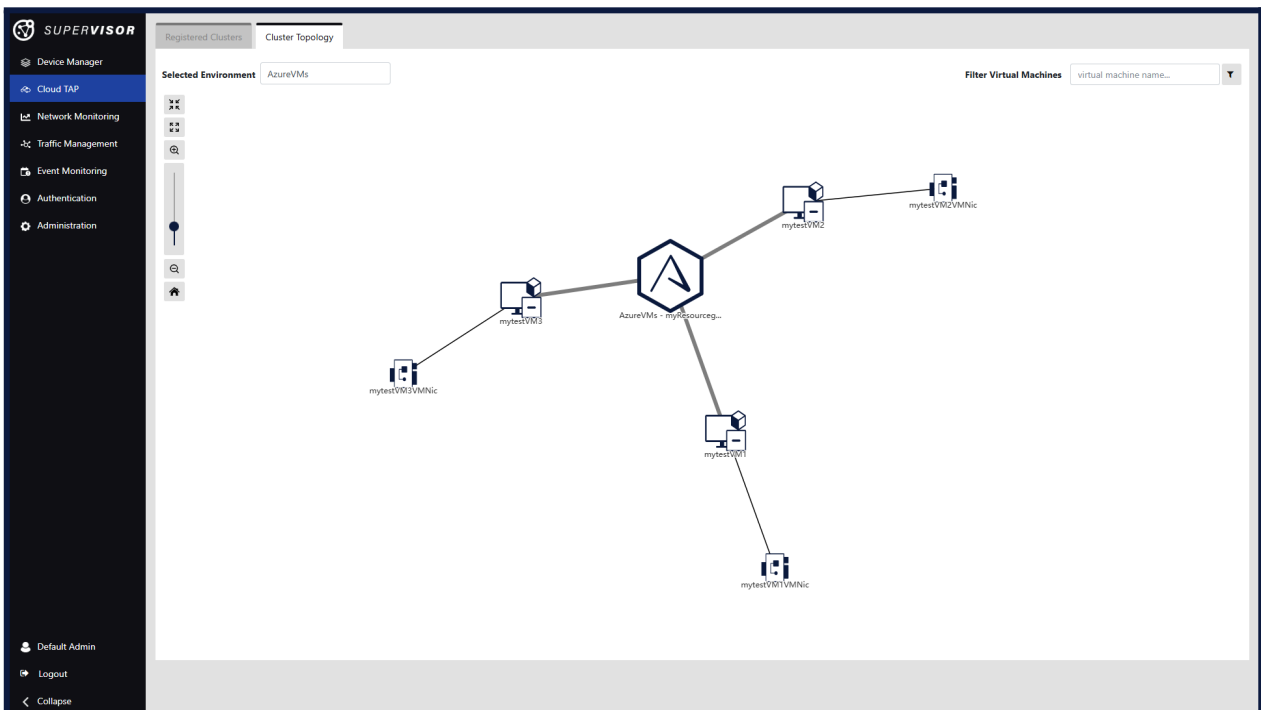 SUPERVISOR
Device Manager
Cloud TAP
Network Monitoring
Traffic Management
Event Monitoring
Authentication
Administration
Default Admin
Logout
Collapse
Registered Clusters
Cluster Topology
Selected Environment AzureVMs
Filter Virtual Machines virtual machine name...
mytestVM2VMNic
mytestVM2
AzureVMs - myResourceg...
mytestVM3
mytestVM3VMNic
mytestVM1
mytestVM1VMNic